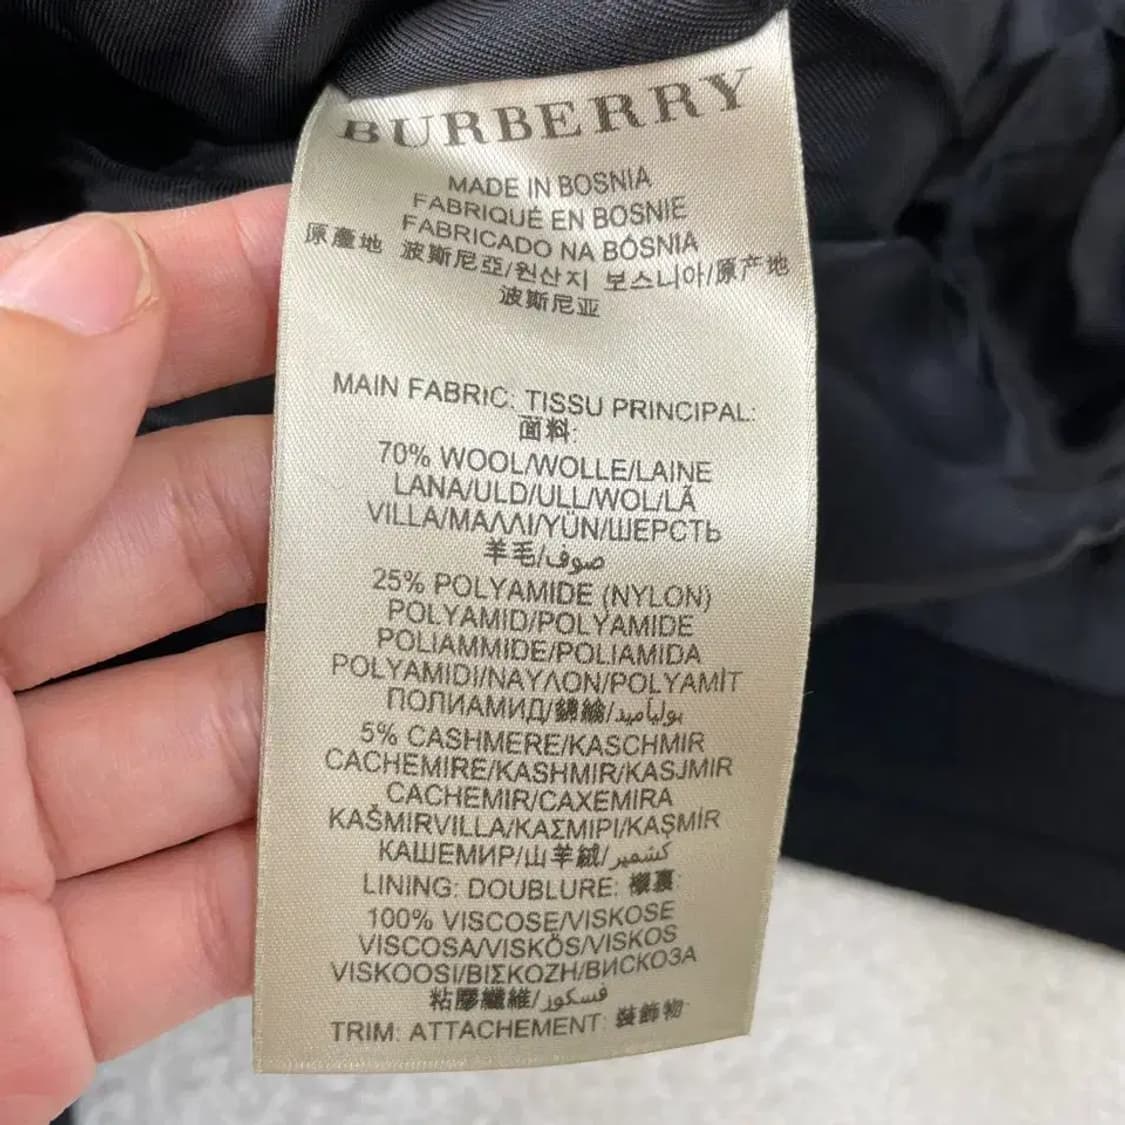 BURBERRY
MADE IN BOSNIA
FABRIQUÉ EN BOSNIE
FABRICADO NA BÓSNIA
原產地 波斯尼亞/원산지 보스니아/原产地
波斯尼亚
MAIN FABRIC: TISSU PRINCIPAL:
面料:
70% WOOL/WOLLE/LAINE
LANA/ULD/ULL/WOL/LÃ
VILLA/ΜΑΛΛΙ/YÜN/ШЕРСТЬ
羊毛/صوف
25% POLYAMIDE (NYLON)
POLYAMID/POLYAMIDE
POLIAMMIDE/POLIAMIDA
POLYAMIDI/ΝΑΥΛΟΝ/POLYAMİT
ПОЛИАМИД/錦綸/بولياميد
5% CASHMERE/KASCHMIR
CACHEMIRE/KASHMIR/KASJMIR
CACHEMIR/CAXEMIRA
KAŠMIRVILLA/ΚΑΣΜΙΡΙ/KAŞMİR
КАШЕМИР/山羊絨/كشمير
LINING: DOUBLURE: 襯裏:
100% VISCOSE/VISKOSE
VISCOSA/VISKÖS/VISKOS
VISKOOSI/ΒΙΣΚΟΖΗ/ВИСКОЗА
粘膠纖維/فسكوز
TRIM: ATTACHEMENT: 裝飾物: